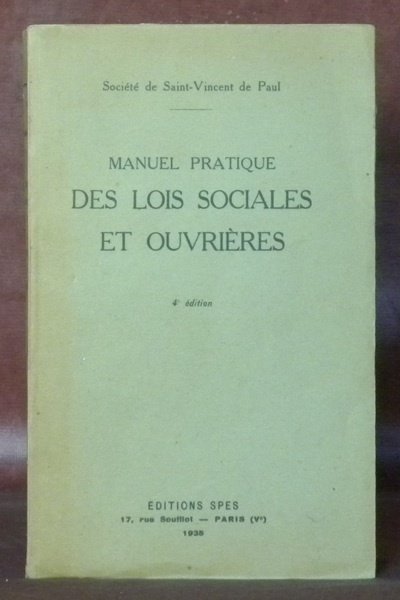 Société de Saint-Vincent de Paul
MANUEL PRATIQUE
DES LOIS SOCIALES
ET OUVRIÈRES
4e édition
ÉDITIONS SPES
17, rue Soufflot — PARIS (Ve)
1935